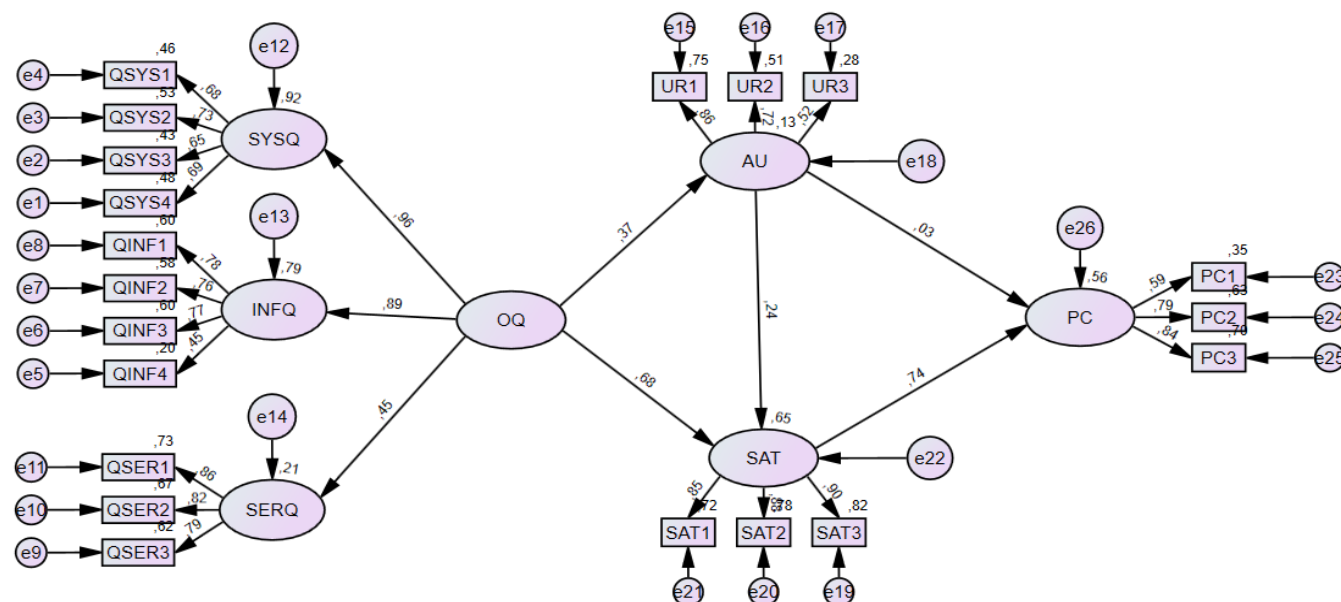 e4
QSYS1
,46
,68
e3
QSYS2
,53
,73
e2
QSYS3
,43
,65
e1
QSYS4
,48
,69
e12
,92
SYSQ
e8
QINF1
,60
,78
e7
QINF2
,58
,76
e6
QINF3
,60
,77
e5
QINF4
,20
,45
e13
,79
INFQ
e11
QSER1
,73
,86
e10
QSER2
,67
,82
e9
QSER3
,62
,79
e14
,21
SERQ
,96
,89
,45
OQ
,37
,68
e15
e16
e17
,75
,51
,28
UR1
UR2
UR3
,86
,72
,52
,13
AU
e18
,03
,24
,65
SAT
e22
,74
,85
,90
,72
,78
,82
SAT1
SAT2
SAT3
e21
e20
e19
e26
,56
PC
,59
,79
,84
,35
PC1
e23
,63
PC2
e24
,70
PC3
e25